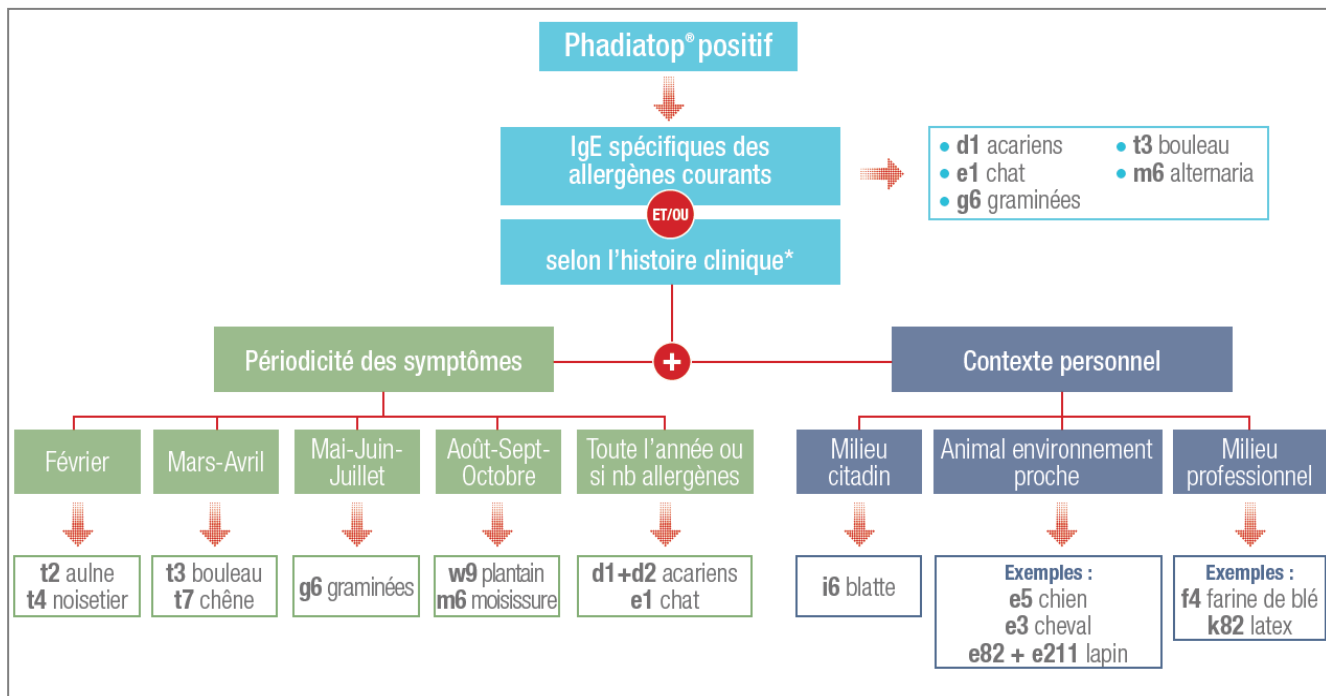 Phadiatop® positif
IgE spécifiques des
allergènes courants
• d1 acariens
• e1 chat
• g6 graminées
• t3 bouleau
• m6 alternaria
ET/OU
selon l'histoire clinique*
Périodicité des symptômes
+
Contexte personnel
Février
Mars-Avril
Mai-Juin-
Juillet
Août-Sept-
Octobre
Toute l'année ou
si nb allergènes
Milieu
citadin
Animal environnement
proche
Milieu
professionnel
t2 aulne
t4 noisetier
t3 bouleau
t7 chêne
g6 graminées
w9 plantain
m6 moisissure
d1+d2 acariens
e1 chat
i6 blatte
Exemples :
e5 chien
e3 cheval
e82 + e211 lapin
Exemples :
f4 farine de blé
k82 latex